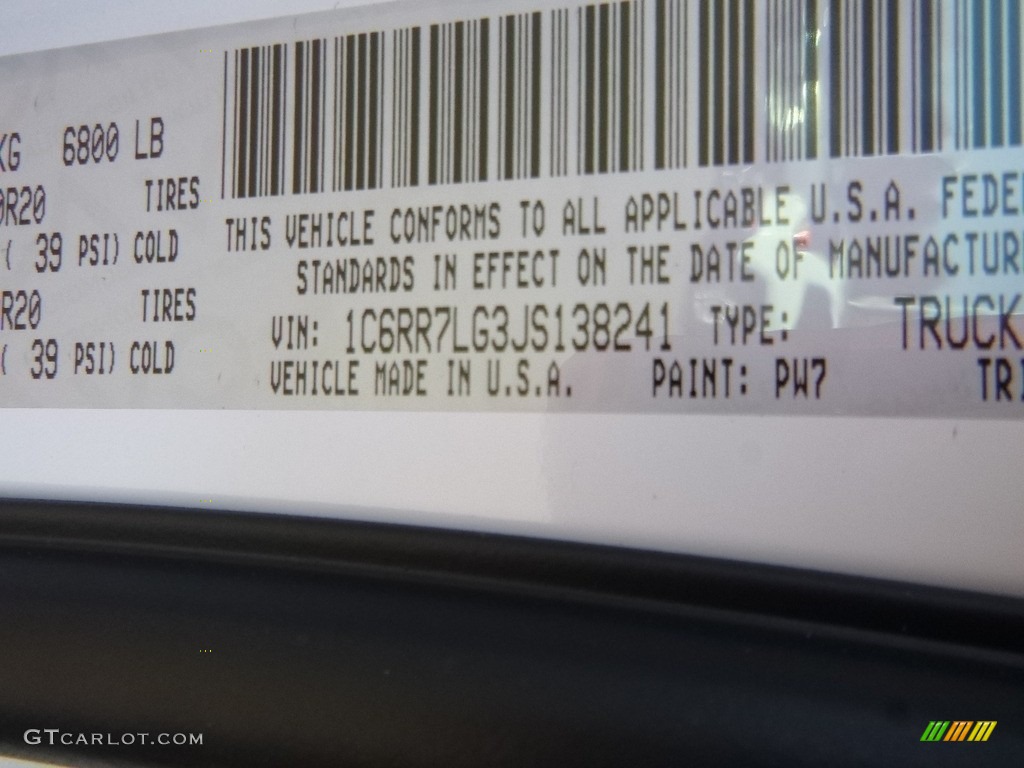 KG 6800 LB
R20 TIRES
( 39 PSI) COLD
R20 TIRES
( 39 PSI) COLD
THIS VEHICLE CONFORMS TO ALL APPLICABLE U.S.A. FEDE
STANDARDS IN EFFECT ON THE DATE OF MANUFACTUR
VIN: 1C6RR7LG3JS138241 TYPE: TRUCK
VEHICLE MADE IN U.S.A. PAINT: PW7 TRI
GTCARLOT.COM